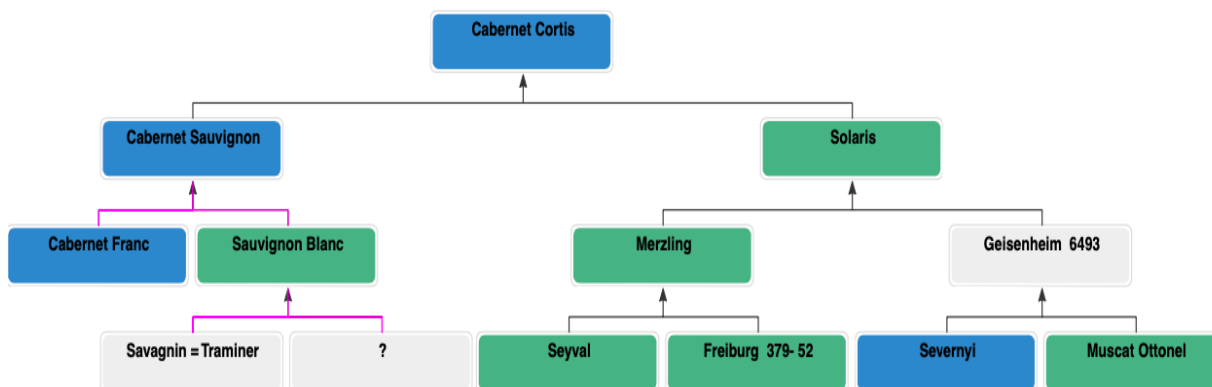 Cabernet Cortis
Cabernet Sauvignon
Solaris
Cabernet Franc
Sauvignon Blanc
Merzling
Geisenheim 6493
Savagnin = Traminer
?
Seyval
Freiburg 379- 52
Severnyi
Muscat Ottonel